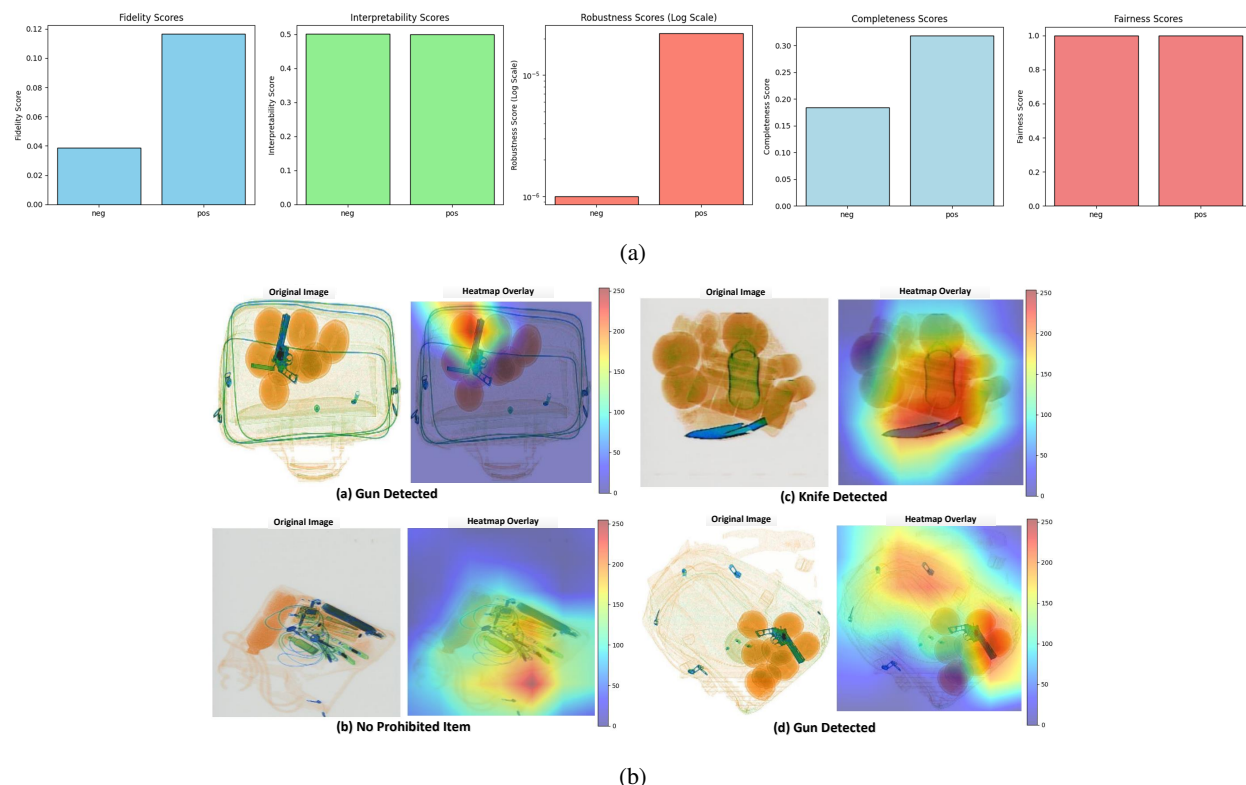 Fidelity Scores
Fidelity Score
0.12
0.10
0.08
0.06
0.04
0.02
0.00
neg
pos
Interpretability Scores
Interpretability Score
0.5
0.4
0.3
0.2
0.1
0.0
neg
pos
Robustness Scores (Log Scale)
Robustness Score (Log Scale)
10⁻⁵
10⁻⁶
neg
pos
Completeness Scores
Completeness Score
0.30
0.25
0.20
0.15
0.10
0.05
0.00
neg
pos
Fairness Scores
Fairness Score
1.0
0.8
0.6
0.4
0.2
0.0
neg
pos
(a)
Original Image
Heatmap Overlay
250
200
150
100
50
0
(a) Gun Detected
Original Image
Heatmap Overlay
250
200
150
100
50
0
(c) Knife Detected
Original Image
Heatmap Overlay
250
200
150
100
50
0
(b) No Prohibited Item
Original Image
Heatmap Overlay
250
200
150
100
50
0
(d) Gun Detected
(b)